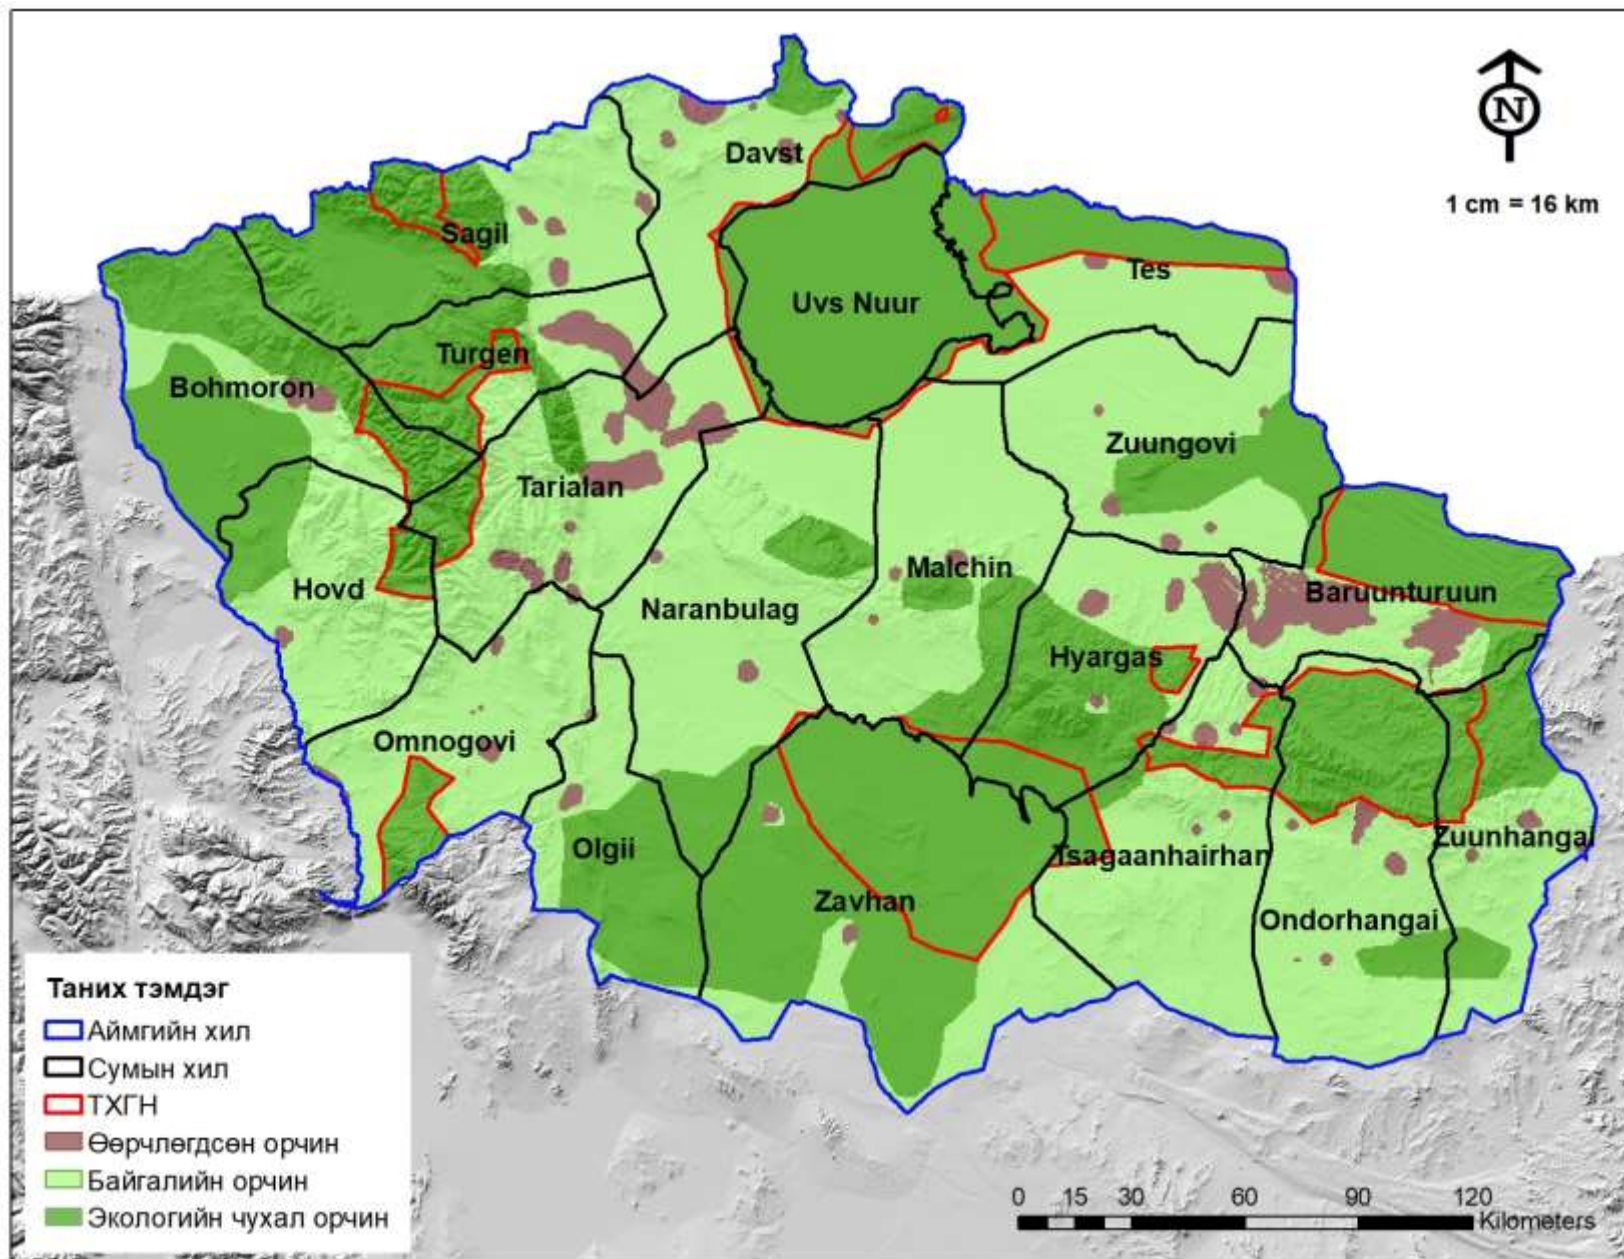 N
1 cm = 16 km
Davst
Sagil
Tes
Uvs Nuur
Turgen
Bohmoron
Zuungovi
Tarialan
Malchin
Hovd
Naranbulag
Baruunturuun
Hyargas
Omnogovi
Olgii
Zuunhangai
Tsagaanhairhan
Zavhan
Ondorhangai
Таних тэмдэг
Аймгийн хил
Сумын хил
ТХГН
Өөрчлөгдсөн орчин
Байгалийн орчин
Экологийн чухал орчин
0 15 30 60 90 120
Kilometers